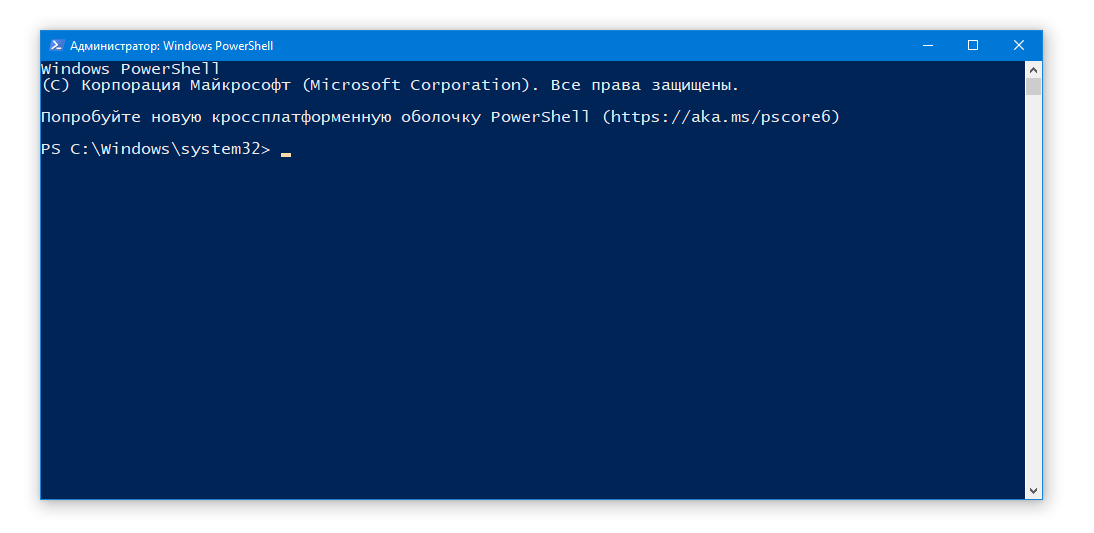 Администратор: Windows PowerShell
Windows PowerShell
(C) Корпорация Майкрософт (Microsoft Corporation). Все права защищены.
Попробуйте новую кроссплатформенную оболочку PowerShell (https://aka.ms/pscore6)
PS C:\Windows\system32> _